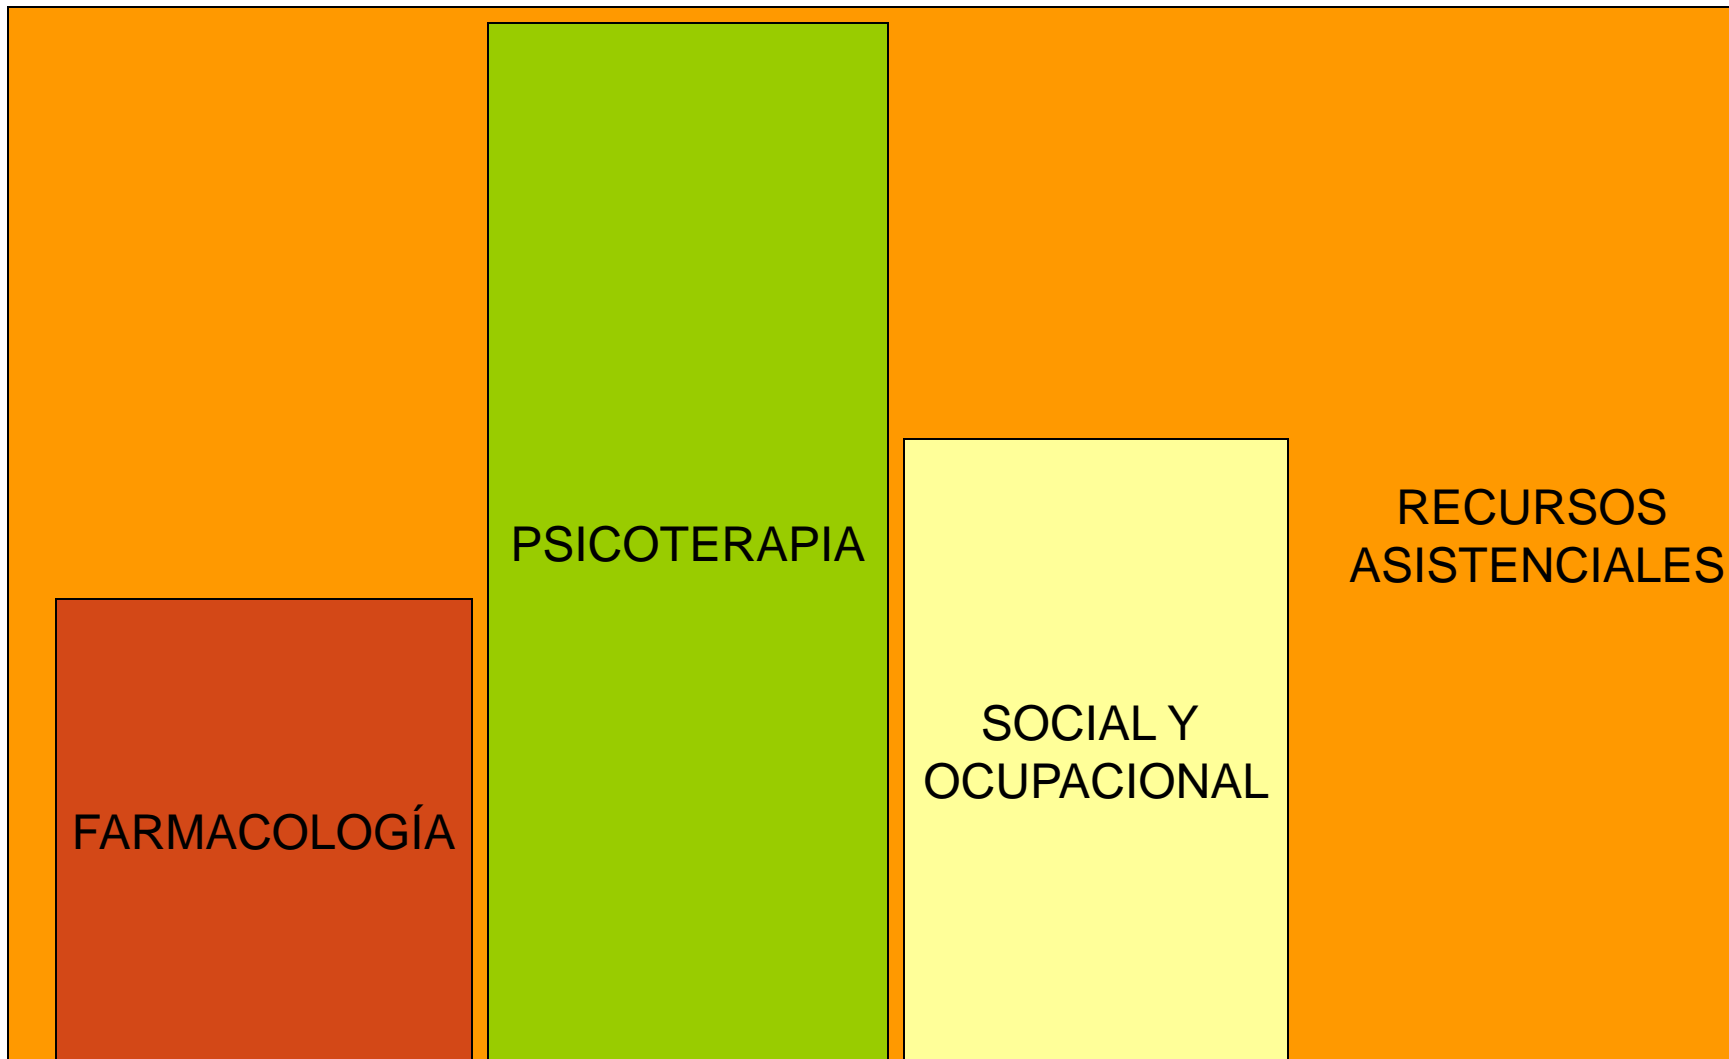 PSICOTERAPIA
RECURSOS
ASISTENCIALES
SOCIAL Y
OCUPACIONAL
FARMACOLOGÍA